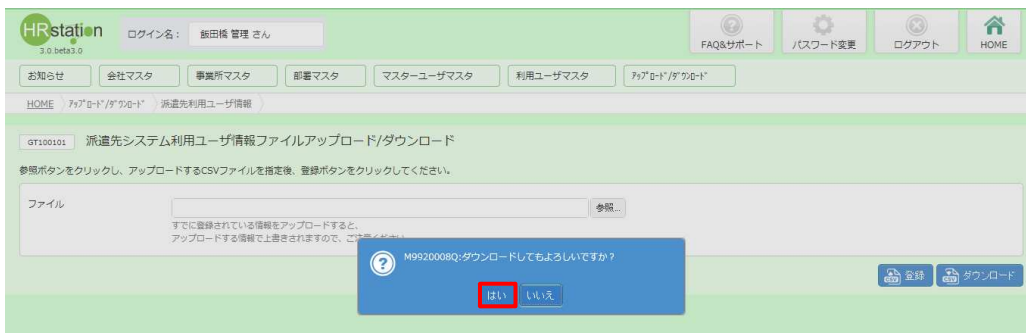 HRstation
3.0.beta3.0
ログイン名： 飯田橋 管理 さん
FAQ&サポート
パスワード変更
ログアウト
HOME
お知らせ
会社マスタ
事業所マスタ
部署マスタ
マスターユーザマスタ
利用ユーザマスタ
ｱｯﾌﾟﾛｰﾄﾞ/ﾀﾞｳﾝﾛｰﾄﾞ
HOME ｱｯﾌﾟﾛｰﾄﾞ/ﾀﾞｳﾝﾛｰﾄﾞ 派遣先利用ユーザ情報
GT100101 派遣先システム利用ユーザ情報ファイルアップロード/ダウンロード
参照ボタンをクリックし、アップロードするCSVファイルを指定後、登録ボタンをクリックしてください。
ファイル
参照...
すでに登録されている情報をアップロードすると、
アップロードする情報で上書きされますので、ご注意ください
M9920008Q:ダウンロードしてもよろしいですか？
はい いいえ
CSV 登録
CSV ダウンロード